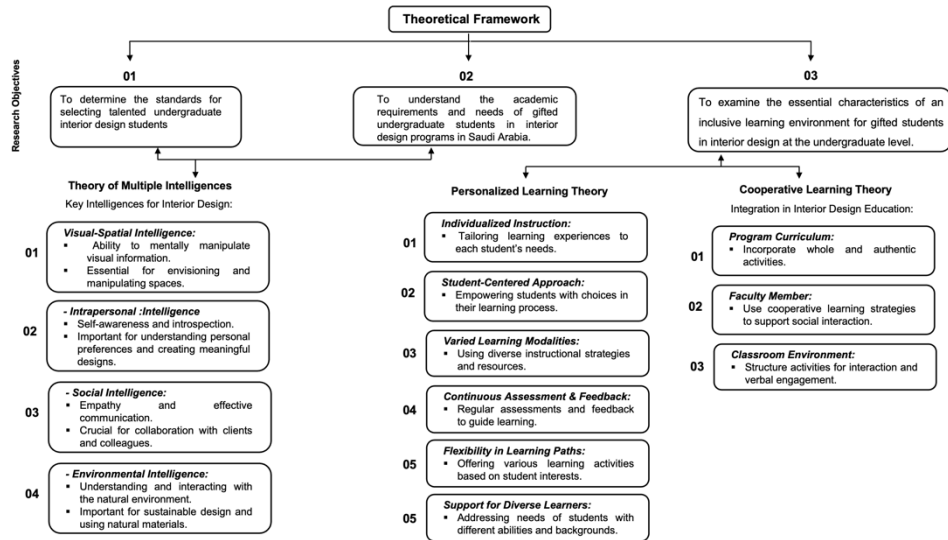 Theoretical Framework
Research Objectives
01
To determine the standards for
selecting talented undergraduate
interior design students
02
To understand the academic
requirements and needs of gifted
undergraduate students in interior
design programs in Saudi Arabia.
03
To examine the essential characteristics of an
inclusive learning environment for gifted students
in interior design at the undergraduate level.
Theory of Multiple Intelligences
Key Intelligences for Interior Design:
01
Visual-Spatial Intelligence:
▪ Ability to mentally manipulate
visual information.
▪ Essential for envisioning and
manipulating spaces.
02
- Intrapersonal :Intelligence
▪ Self-awareness and introspection.
▪ Important for understanding personal
preferences and creating meaningful
designs.
03
- Social Intelligence:
▪ Empathy and effective
communication.
▪ Crucial for collaboration with clients
and colleagues.
04
- Environmental Intelligence:
▪ Understanding and interacting with
the natural environment.
▪ Important for sustainable design and
using natural materials.
Personalized Learning Theory
01
Individualized Instruction:
▪ Tailoring learning experiences to
each student's needs.
02
Student-Centered Approach:
▪ Empowering students with choices in
their learning process.
03
Varied Learning Modalities:
▪ Using diverse instructional strategies
and resources.
04
Continuous Assessment & Feedback:
▪ Regular assessments and feedback
to guide learning.
05
Flexibility in Learning Paths:
▪ Offering various learning activities
based on student interests.
05
Support for Diverse Learners:
▪ Addressing needs of students with
different abilities and backgrounds.
Cooperative Learning Theory
Integration in Interior Design Education:
01
Program Curriculum:
▪ Incorporate whole and authentic
activities.
02
Faculty Member:
▪ Use cooperative learning strategies
to support social interaction.
03
Classroom Environment:
▪ Structure activities for interaction and
verbal engagement.